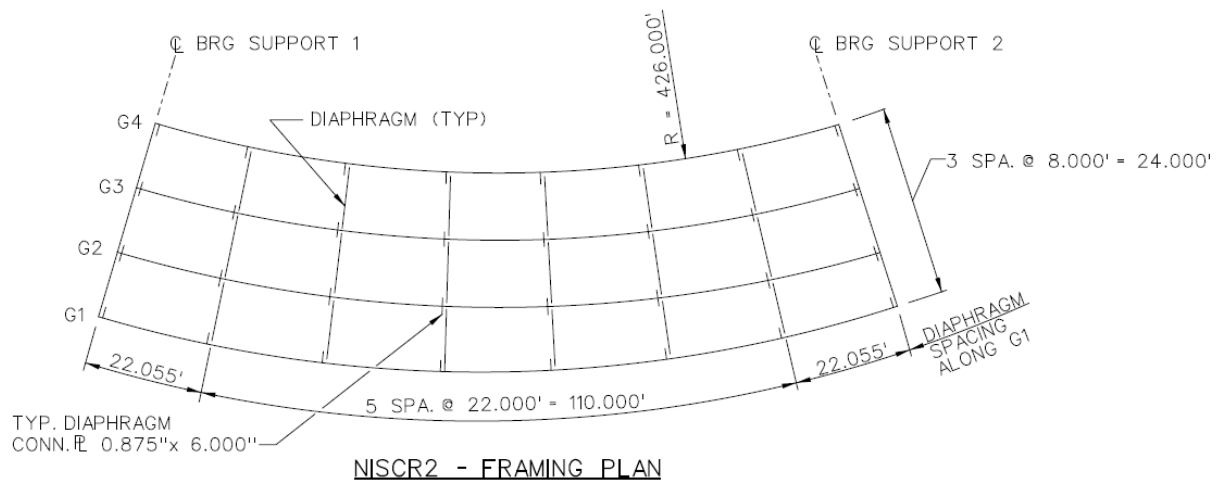 ℄ BRG SUPPORT 1
R = 426.000'
℄ BRG SUPPORT 2
G4
DIAPHRAGM (TYP)
3 SPA. @ 8.000' = 24.000'
G3
G2
G1
22.055'
5 SPA. @ 22.000' = 110.000'
22.055'
DIAPHRAGM
SPACING
ALONG G1
TYP. DIAPHRAGM
CONN. ⅊ 0.875"x 6.000"
NISCR2 - FRAMING PLAN